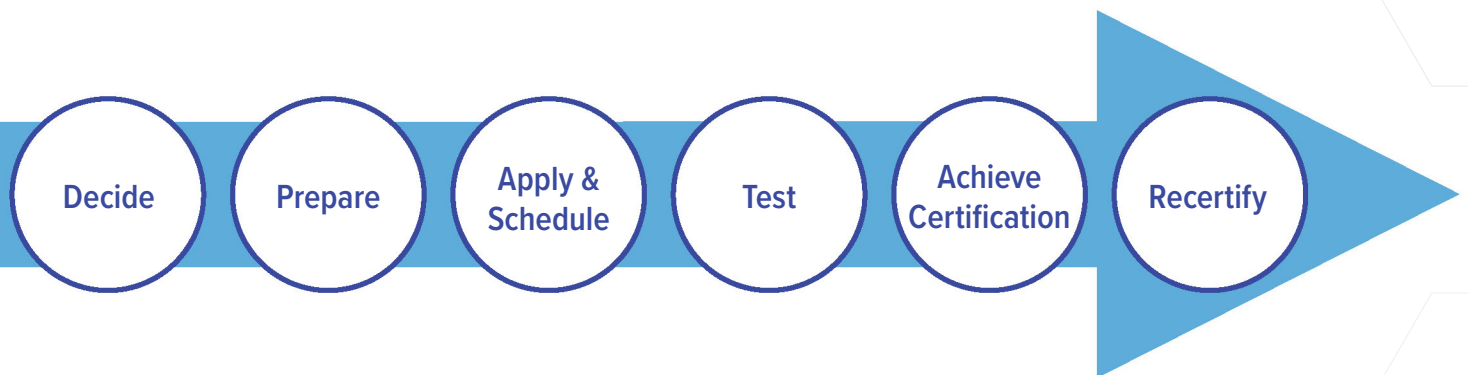 Decide
Prepare
Apply &
Schedule
Test
Achieve
Certification
Recertify